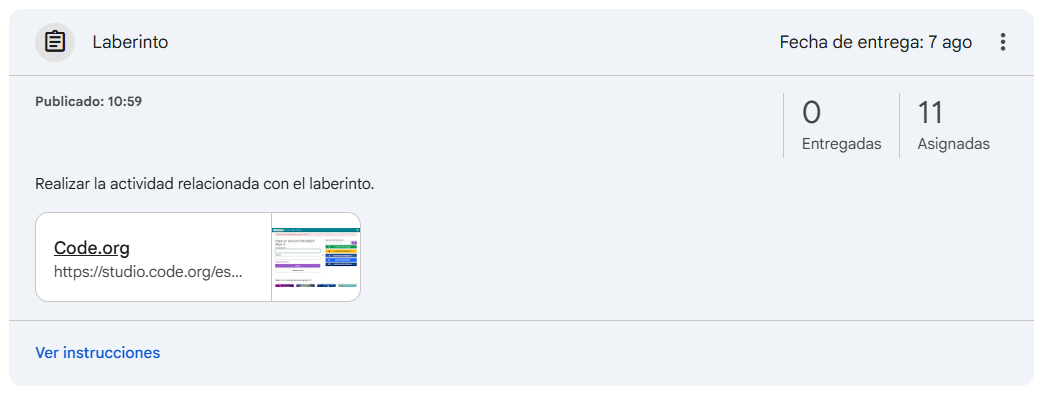 Laberinto
Fecha de entrega: 7 ago
Publicado: 10:59
0
Entregadas
11
Asignadas
Realizar la actividad relacionada con el laberinto.
Code.org
https://studio.code.org/es...
Ver instrucciones